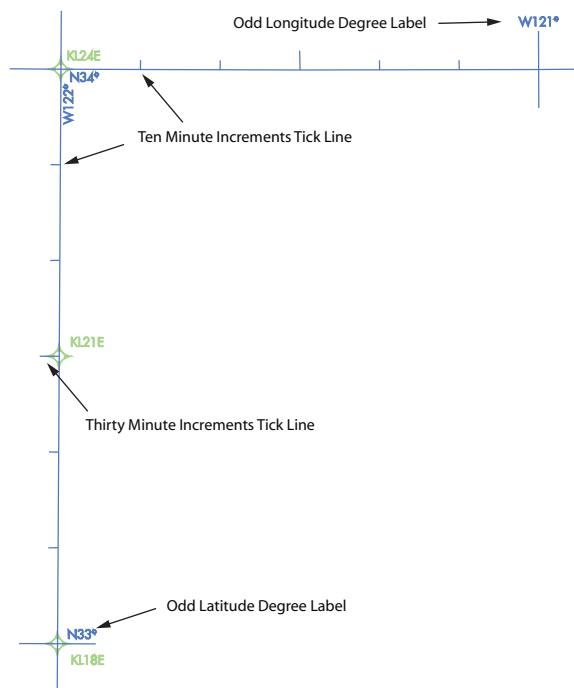 Odd Longitude Degree Label
W121°
KL24E
N34°
W122°
Ten Minute Increments Tick Line
KL21E
Thirty Minute Increments Tick Line
Odd Latitude Degree Label
N33°
KL18E